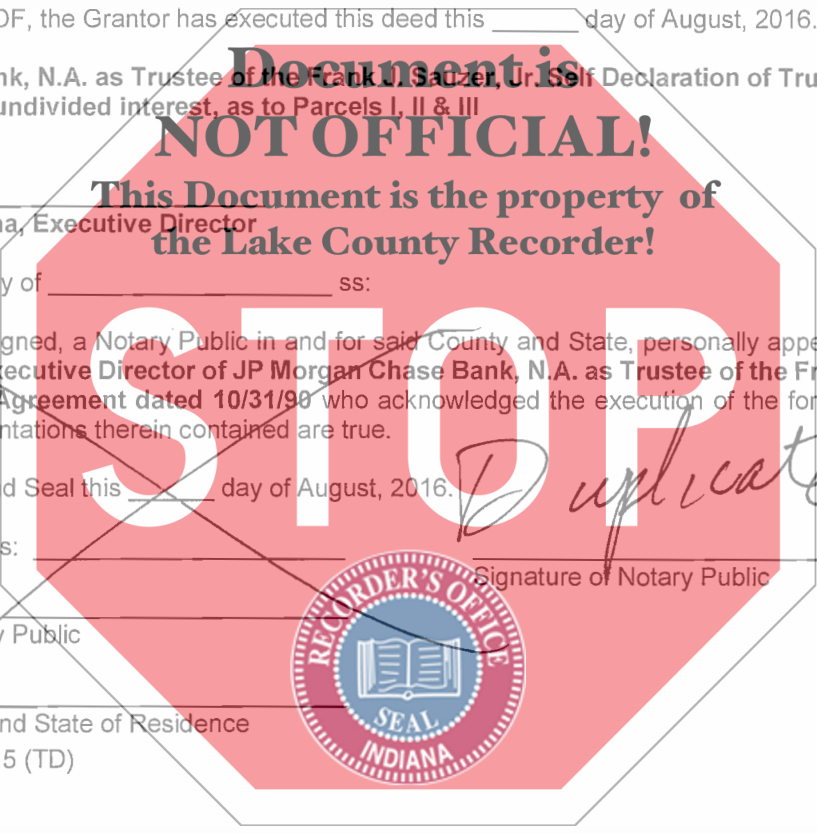 OF, the Grantor has executed this deed this ______ day of August, 2016.
Document is
nk, N.A. as Trustee of the Frank J. Sauzer, Jr. Self Declaration of Tru
undivided interest, as to Parcels I, II & III
NOT OFFICIAL!
This Document is the property of
na, Executive Director
the Lake County Recorder!
y of ____________________ ss:
gned, a Notary Public in and for said County and State, personally appe
STOP
xecutive Director of JP Morgan Chase Bank, N.A. as Trustee of the Fr
Agreement dated 10/31/90 who acknowledged the execution of the for
ntations therein contained are true.
Duplicate
d Seal this ______ day of August, 2016.
s:
Signature of Notary Public
RECORDER'S OFFICE
y Public
SEAL
nd State of Residence
INDIANA
5 (TD)